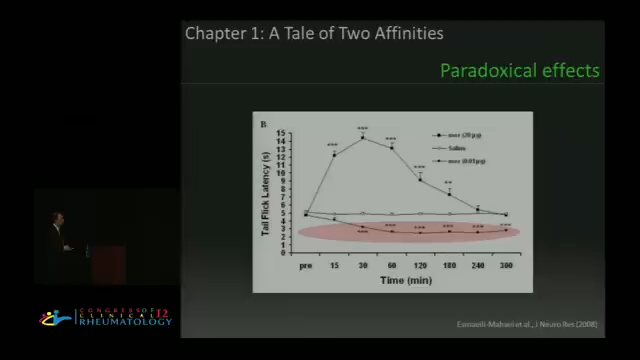 Chapter 1: A Tale of Two Affinities
Paradoxical effects
B.
Tail Flick Latency (s)
15
14
13
12
11
10
9
8
7
6
5
4
3
2
1
0
***
***
***
***
**
mor (20 µg)
Saline
mor (0.01µg)
***
***
***
***
***
***
pre
15
30
60
120
180
240
300
Time (min)
Esmaeili-Mahani et al., J Neuro.Res (2008)
CONGRESS OF
CLINICAL 12
RHEUMATOLOGY